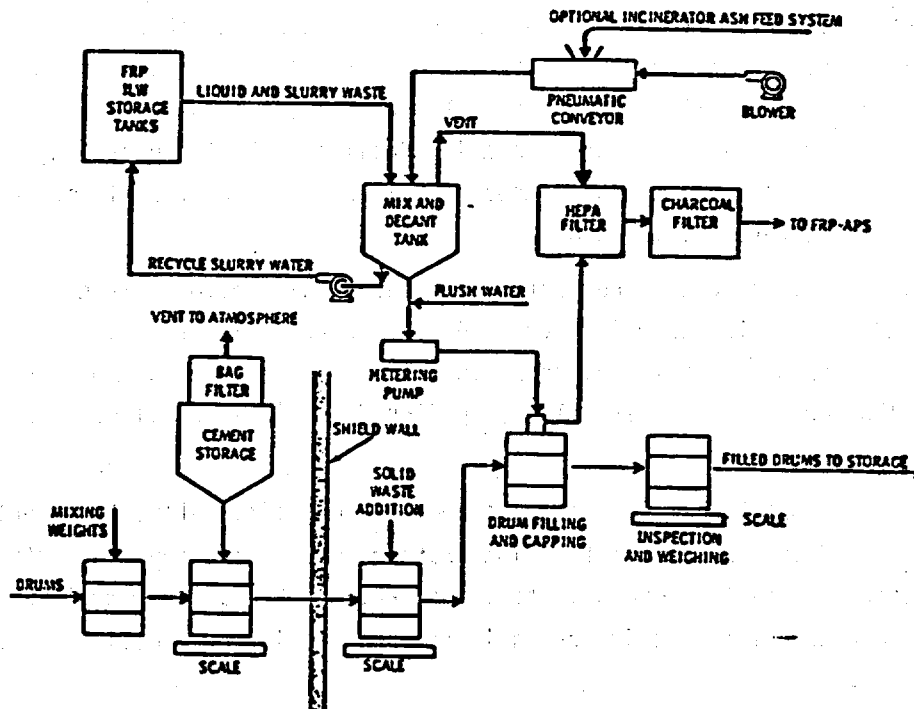 OPTIONAL INCINERATOR ASH FEED SYSTEM
FRP
ILW
STORAGE
TANKS
LIQUID AND SLURRY WASTE
PNEUMATIC
CONVEYOR
BLOWER
VENT
MIX AND
DECANT
TANK
HEPA
FILTER
CHARCOAL
FILTER
TO FRP-APS
RECYCLE SLURRY WATER
FLUSH WATER
VENT TO ATMOSPHERE
METERING
PUMP
BAG
FILTER
CEMENT
STORAGE
SHIELD WALL
SOLID
WASTE
ADDITION
FILLED DRUMS TO STORAGE
MIXING
WEIGHTS
DRUM FILLING
AND CAPPING
SCALE
INSPECTION
AND WEIGHING
DRUMS
SCALE
SCALE